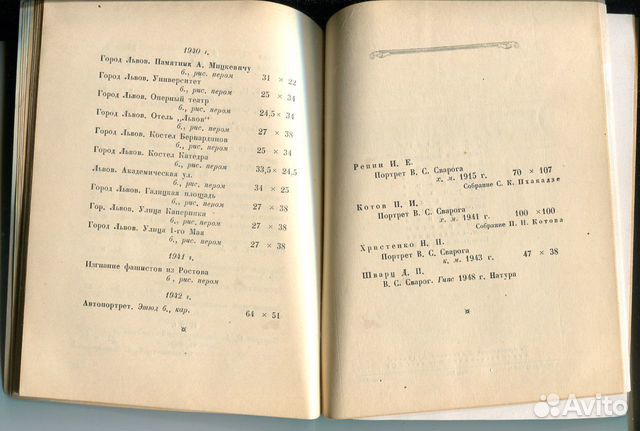 1940 г.
Город Львов. Памятник А. Мицкевичу
б., рис. пером 31 × 22
Город Львов. Университет
б., рис. пером 25 × 34
Город Львов. Оперный театр
б., рис. пером 24,5× 34
Город Львов. Отель „Львов“
б., рис. пером 27 × 38
Город Львов. Костел Бернардинов
б., рис. пером 25 × 34
Город Львов. Костел Катедра
б., рис. пером 33,5× 24,5
Львов. Академическая ул.
б., рис. пером 34 × 25
Город Львов. Галицкая площадь
б., рис. пером 27 × 38
Гор. Львов. Улица Каперника
б., рис. пером 27 × 38
Город Львов. Улица 1-го Мая
б., рис. пером 27 × 38
1941 г.
Изгнание фашистов из Ростова
б, рис. пером
1942 г.
Автопортрет. Этюд б., кар. 64 × 51
Репин И. Е.
Портрет В. С. Сварога
х. м. 1915 г. 70 × 107
Собрание С. К. Пханадзе
Котов П. И.
Портрет В. С. Сварога
х. м. 1941 г. 100 ×100
Собрание П. И. Котова
Христенко Н. П.
Портрет В. С. Сварога
к, м. 1943 г. 47 × 38
Шварц Д. П.
В. С. Сварог. Гипс 1948 г. Натура
Avito